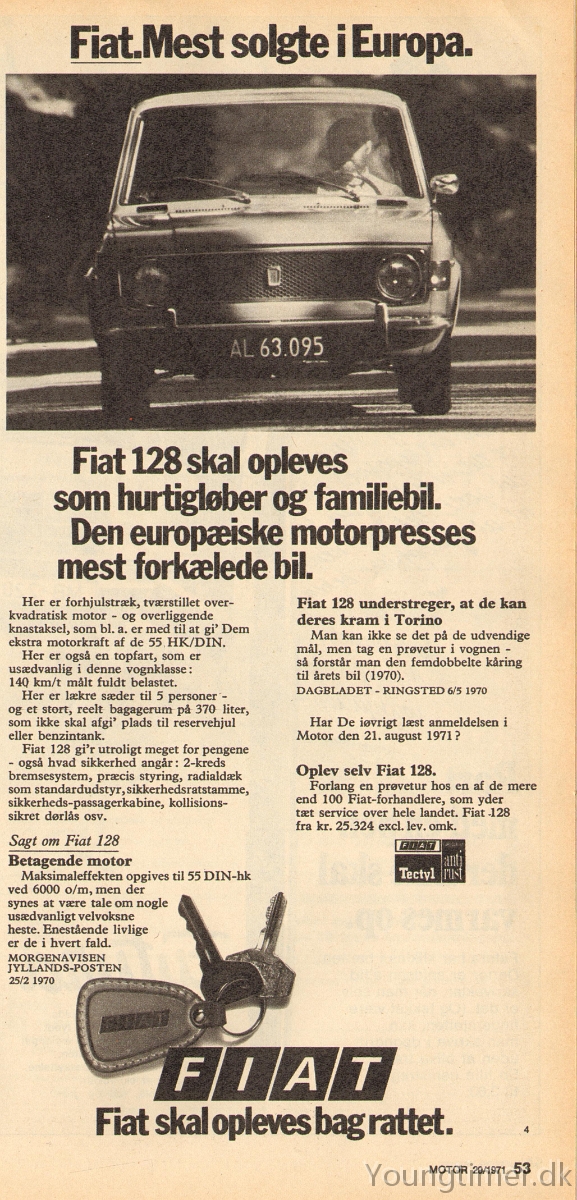 Fiat. Mest solgte i Europa.
AL 63.095
Fiat 128 skal opleves
som hurtigløber og familiebil.
Den europæiske motorpresses
mest forkælede bil.
Her er forhjulstræk, tværstillet over-
kvadratisk motor - og overliggende
knastaksel, som bl. a. er med til at gi' Dem
ekstra motorkraft af de 55 HK/DIN.
Her er også en topfart, som er
usædvanlig i denne vognklasse:
140 km/t målt fuldt belastet.
Her er lækre sæder til 5 personer -
og et stort, reelt bagagerum på 370 liter,
som ikke skal afgi' plads til reservehjul
eller benzintank.
Fiat 128 gi'r utroligt meget for pengene
- også hvad sikkerhed angår: 2-kreds
bremsesystem, præcis styring, radialdæk
som standardudstyr, sikkerhedsratstamme,
sikkerheds-passagerkabine, kollisions-
sikret dørlås osv.
Sagt om Fiat 128
Betagende motor
Maksimaleffekten opgives til 55 DIN-hk
ved 6000 o/m, men der
synes at være tale om nogle
usædvanligt velvoksne
heste. Enestående livlige
er de i hvert fald.
MORGENAVISEN
JYLLANDS-POSTEN
25/2 1970
Fiat 128 understreger, at de kan
deres kram i Torino
Man kan ikke se det på de udvendige
mål, men tag en prøvetur i vognen -
så forstår man den femdobbelte kåring
til årets bil (1970).
DAGBLADET - RINGSTED 6/5 1970
Har De iøvrigt læst anmeldelsen i
Motor den 21. august 1971?
Oplev selv Fiat 128.
Forlang en prøvetur hos en af de mere
end 100 Fiat-forhandlere, som yder
tæt service over hele landet. Fiat 128
fra kr. 25.324 excl. lev. omk.
FIAT
Tectyl
anti
rust
FIAT
FIAT
Fiat skal opleves bag rattet.
4
MOTOR 29/1971 53
Youngtimer.dk